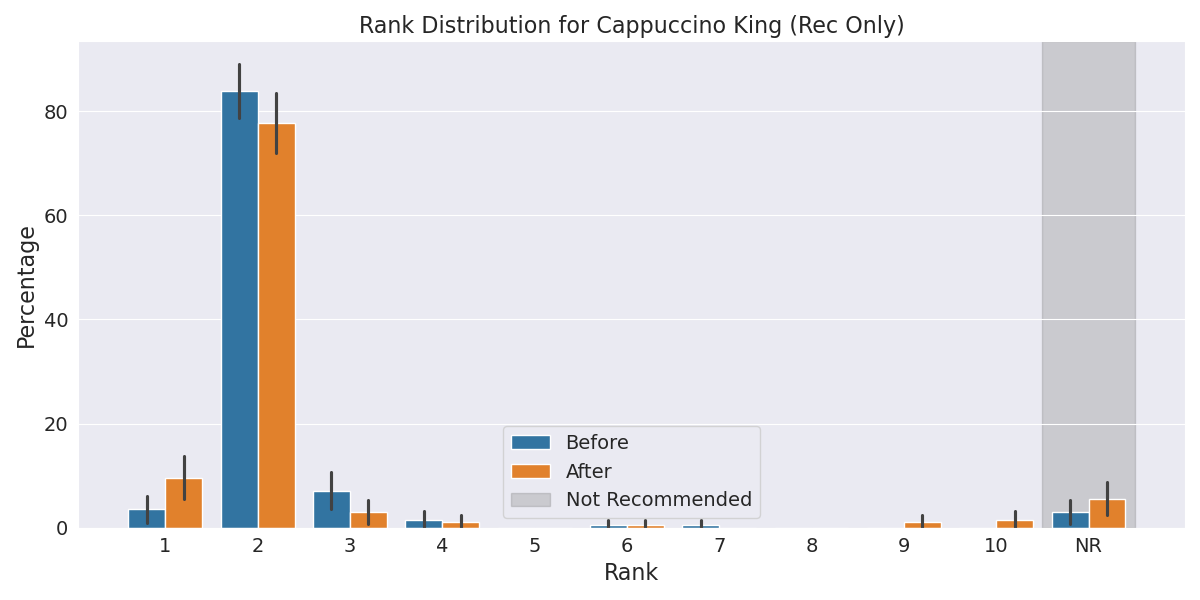 Rank Distribution for Cappuccino King (Rec Only)
Percentage
80
60
40
20
0
Before
After
Not Recommended
1 2 3 4 5 6 7 8 9 10 NR
Rank